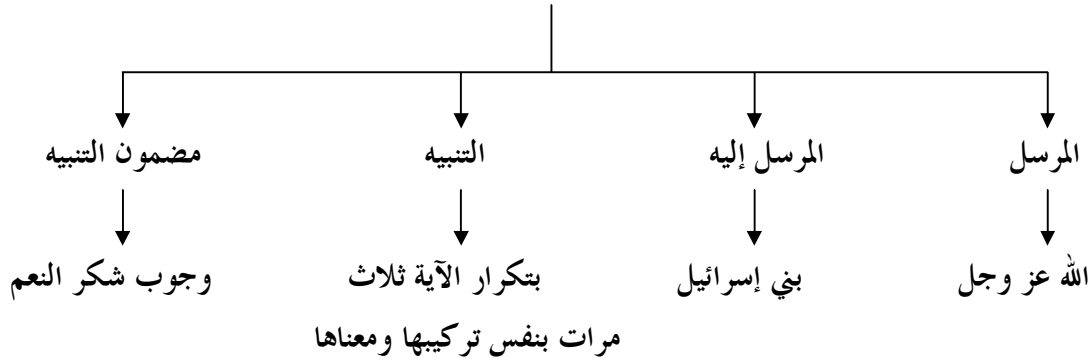 المرسل
المرسل إليه
التنبيه
مضمون التنبيه
الله عز وجل
بني إسرائيل
بتكرار الآية ثلاث
مرات بنفس تركيبها ومعناها
وجوب شكر النعم